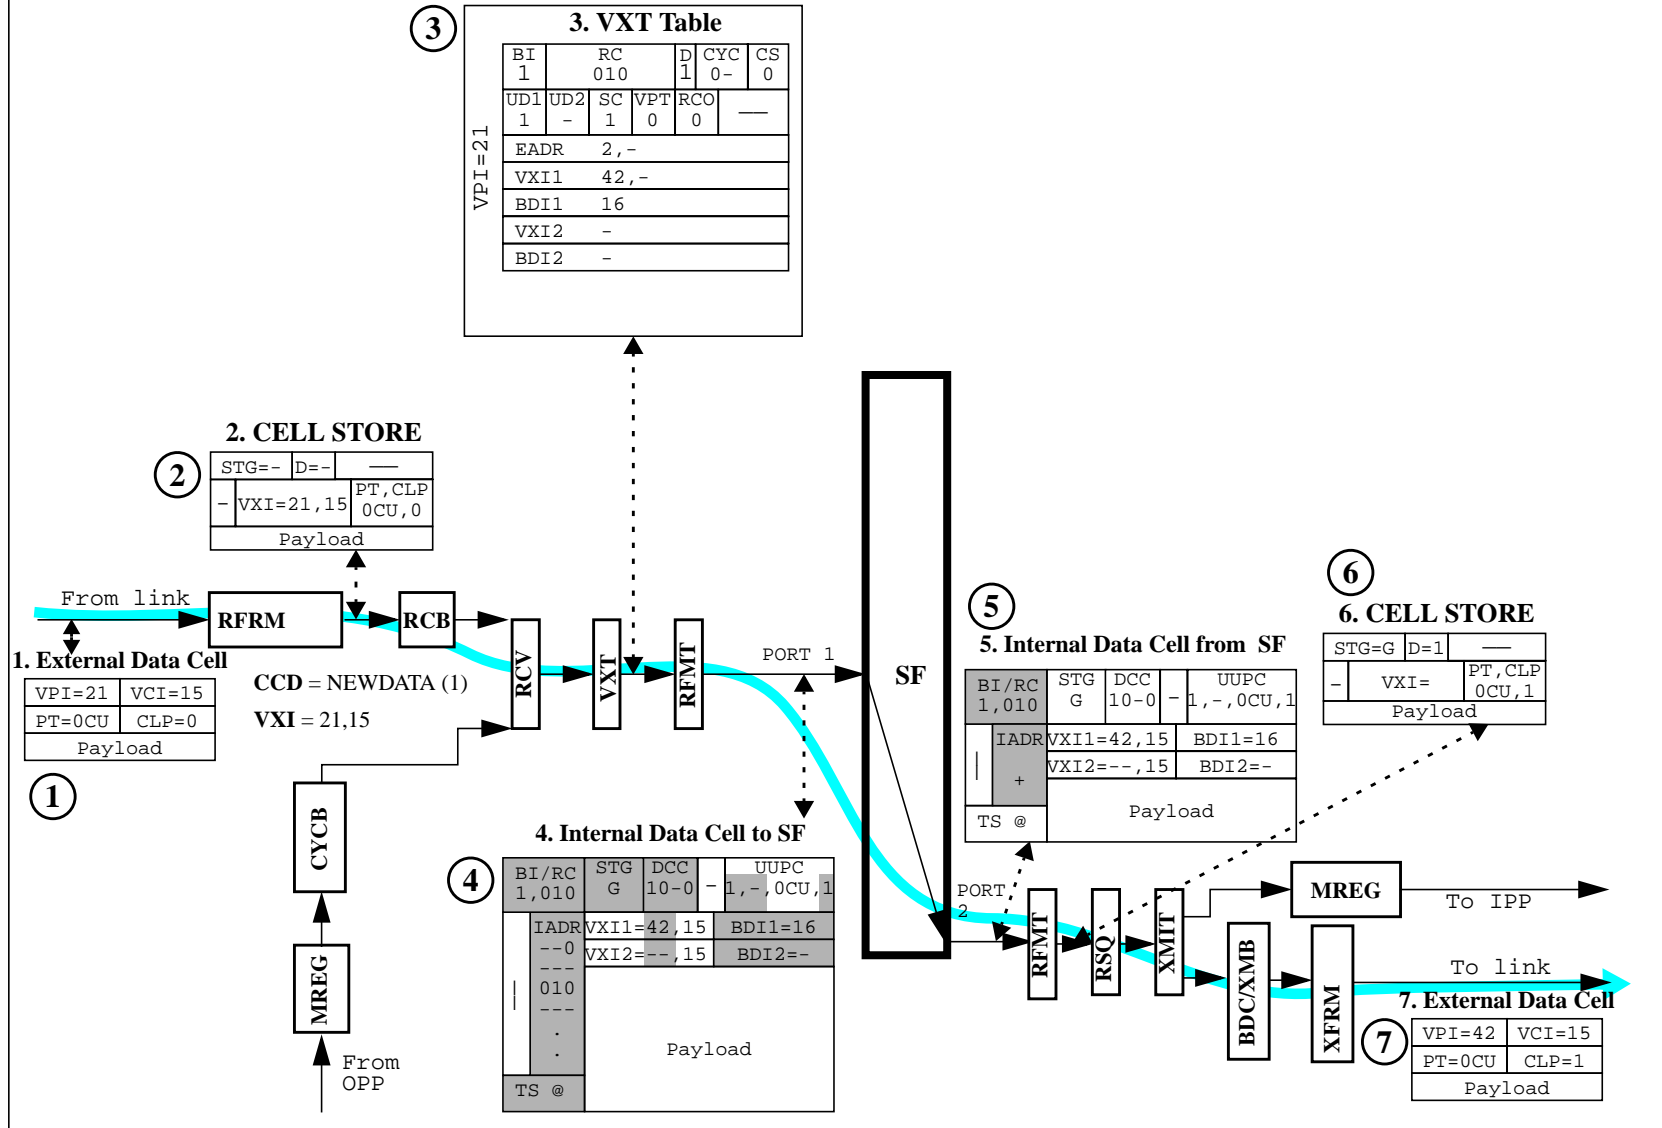 3
3. VXT Table
VPI=21
BI RC D CYC CS
1 010 1 0- 0
UD1 UD2 SC VPT RCO ——
1 - 1 0 0
EADR 2,-
VXI1 42,-
BDI1 16
VXI2 -
BDI2 -
2. CELL STORE
2
STG=- D=- ——
- VXI=21,15 PT,CLP
0CU,0
Payload
From link
RFRM
RCB
1. External Data Cell
VPI=21 VCI=15
PT=0CU CLP=0
Payload
1
CCD = NEWDATA (1)
VXI = 21,15
RCV
VXT
RFMT
PORT 1
SF
CYCB
MREG
From
OPP
4. Internal Data Cell to SF
4
BI/RC STG DCC - UUPC
1,010 G 10-0 1,-,0CU,1
IADR VXI1=42,15 BDI1=16
--0 VXI2=--,15 BDI2=-
---
010
---
.
.
Payload
TS @
5
5. Internal Data Cell from SF
BI/RC STG DCC - UUPC
1,010 G 10-0 1,-,0CU,1
IADR VXI1=42,15 BDI1=16
VXI2=--,15 BDI2=-
+
Payload
TS @
6
6. CELL STORE
STG=G D=1 ——
- VXI= PT,CLP
0CU,1
Payload
PORT
2
RFMT
RSQ
XMIT
MREG
To IPP
BDC/XMB
XFRM
To link
7. External Data Cell
7
VPI=42 VCI=15
PT=0CU CLP=1
Payload